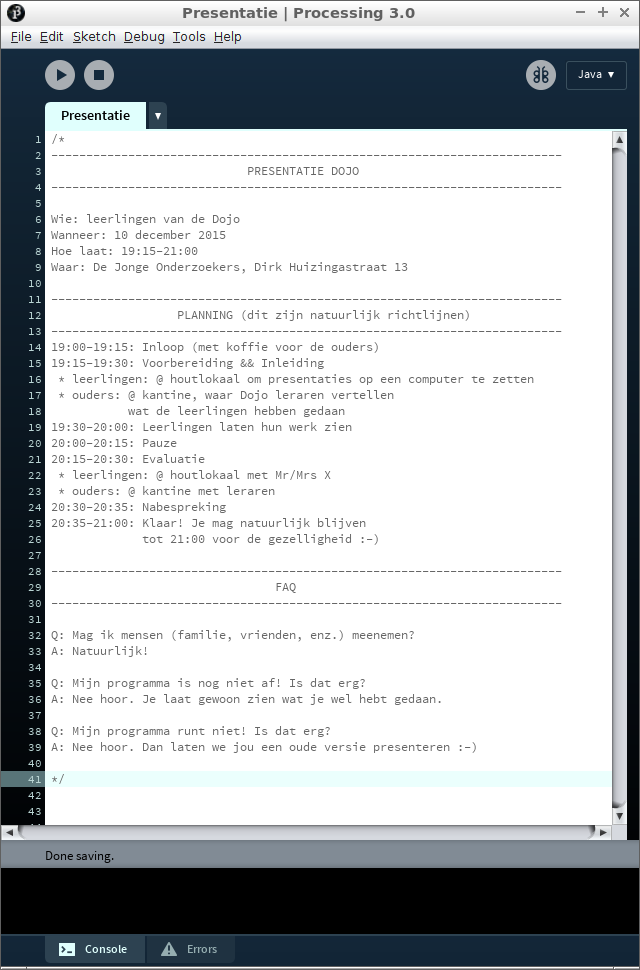 Presentatie | Processing 3.0
File Edit Sketch Debug Tools Help
Java ▼
Presentatie ▼
1 /*
2 -------------------------------------------------------------------------
3 PRESENTATIE DOJO
4 -------------------------------------------------------------------------
5
6 Wie: leerlingen van de Dojo
7 Wanneer: 10 december 2015
8 Hoe laat: 19:15-21:00
9 Waar: De Jonge Onderzoekers, Dirk Huizingastraat 13
10
11 -------------------------------------------------------------------------
12 PLANNING (dit zijn natuurlijk richtlijnen)
13 -------------------------------------------------------------------------
14 19:00-19:15: Inloop (met koffie voor de ouders)
15 19:15-19:30: Voorbereiding && Inleiding
16 * leerlingen: @ houtlokaal om presentaties op een computer te zetten
17 * ouders: @ kantine, waar Dojo leraren vertellen
18 wat de leerlingen hebben gedaan
19 19:30-20:00: Leerlingen laten hun werk zien
20 20:00-20:15: Pauze
21 20:15-20:30: Evaluatie
22 * leerlingen: @ houtlokaal met Mr/Mrs X
23 * ouders: @ kantine met leraren
24 20:30-20:35: Nabespreking
25 20:35-21:00: Klaar! Je mag natuurlijk blijven
26 tot 21:00 voor de gezelligheid :-)
27
28 -------------------------------------------------------------------------
29 FAQ
30 -------------------------------------------------------------------------
31
32 Q: Mag ik mensen (familie, vrienden, enz.) meenemen?
33 A: Natuurlijk!
34
35 Q: Mijn programma is nog niet af! Is dat erg?
36 A: Nee hoor. Je laat gewoon zien wat je wel hebt gedaan.
37
38 Q: Mijn programma runt niet! Is dat erg?
39 A: Nee hoor. Dan laten we jou een oude versie presenteren :-)
40
41 */
42
43
Done saving.
Console Errors